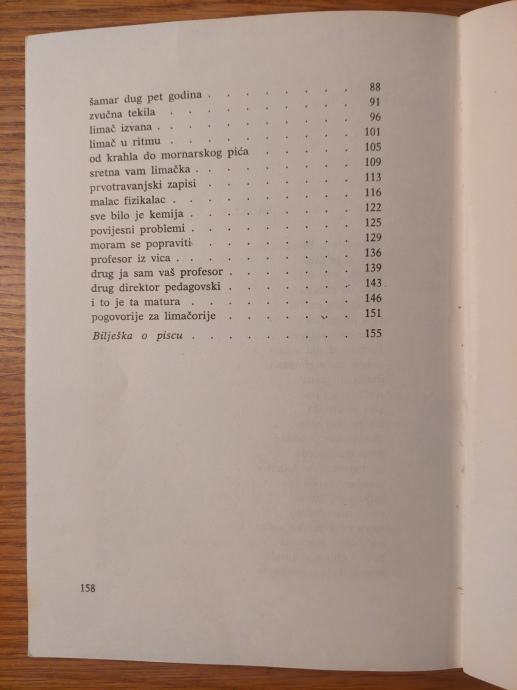 šamar dug pet godina . . . . . . . . 88
zvučna tekila . . . . . . . . . 91
limač izvana . . . . . . . . . . 96
limač u ritmu . . . . . . . . . 101
od krahla do mornarskog pića . . . . . . 105
sretna vam limačka . . . . . . . . 109
prvotravanjski zapisi . . . . . . . . 113
malac fizikalac . . . . . . . . . 116
sve bilo je kemija . . . . . . . . 122
povijesni problemi . . . . . . . . 125
moram se popraviti . . . . . . . . 129
profesor iz vica . . . . . . . . . 136
drug ja sam vaš profesor . . . . . . . 139
drug direktor pedagovski . . . . . . . 143
i to je ta matura . . . . . . . . 146
pogovorije za limačorije . . . . . . . 151
Bilješka o piscu . . . . . . . . . 155
158